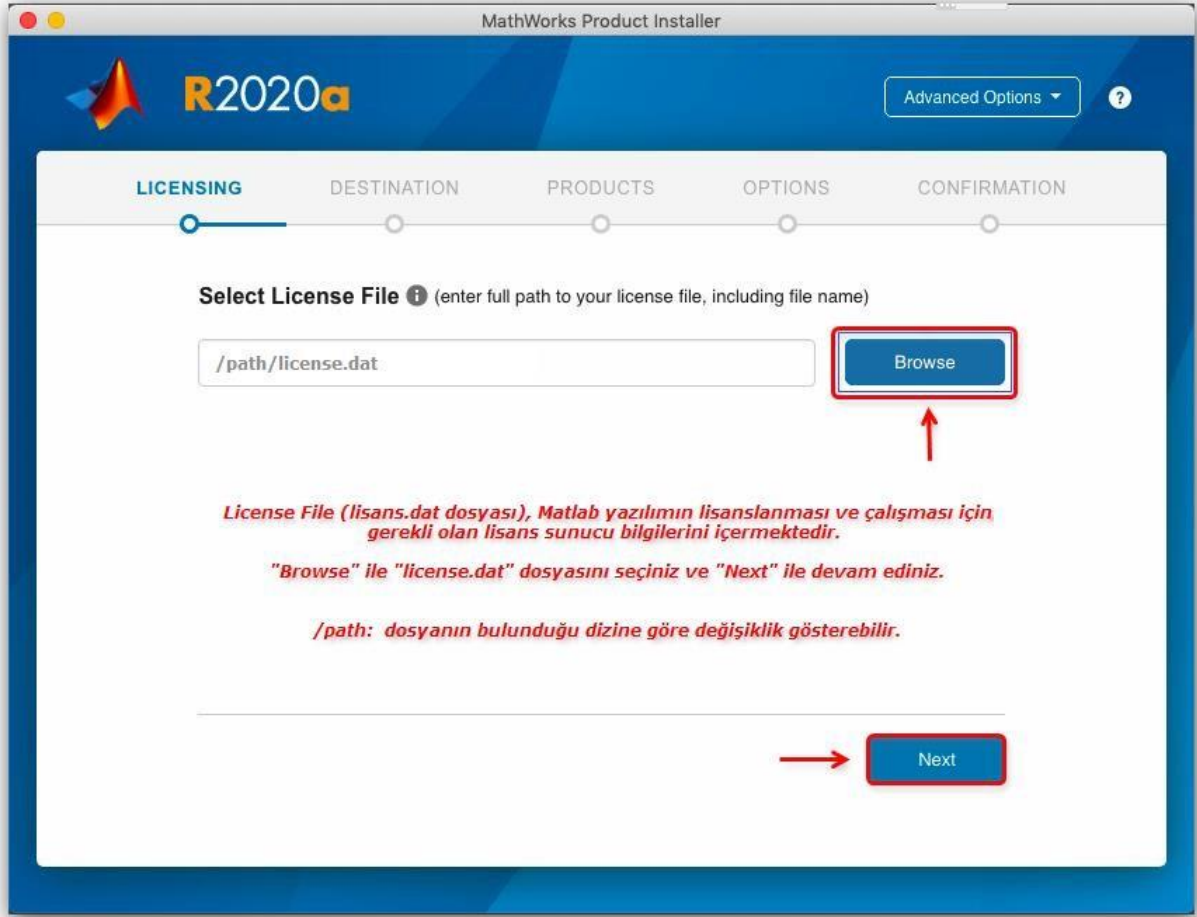 MathWorks Product Installer
R2020a
Advanced Options
?
LICENSING DESTINATION PRODUCTS OPTIONS CONFIRMATION
Select License File i (enter full path to your license file, including file name)
/path/license.dat
Browse
License File (lisans.dat dosyası), Matlab yazılımın lisanslanması ve çalışması için
gerekli olan lisans sunucu bilgilerini içermektedir.
"Browse" ile "license.dat" dosyasını seçiniz ve "Next" ile devam ediniz.
/path: dosyanın bulunduğu dizine göre değişiklik gösterebilir.
Next